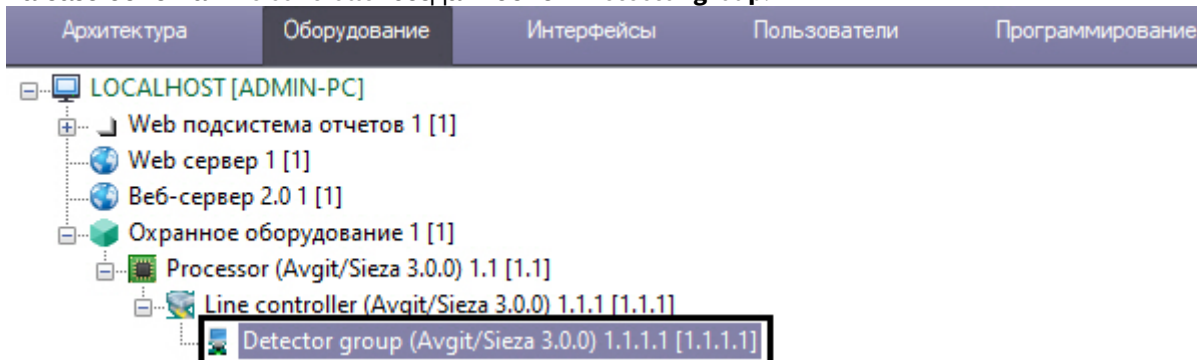 Архитектура Оборудование Интерфейсы Пользователи Программирование
LOCALHOST [ADMIN-PC]
Web подсистема отчетов 1 [1]
Web сервер 1 [1]
Веб-сервер 2.0 1 [1]
Охранное оборудование 1 [1]
Processor (Avgit/Sieza 3.0.0) 1.1 [1.1]
Line controller (Avgit/Sieza 3.0.0) 1.1.1 [1.1.1]
Detector group (Avgit/Sieza 3.0.0) 1.1.1.1 [1.1.1.1]